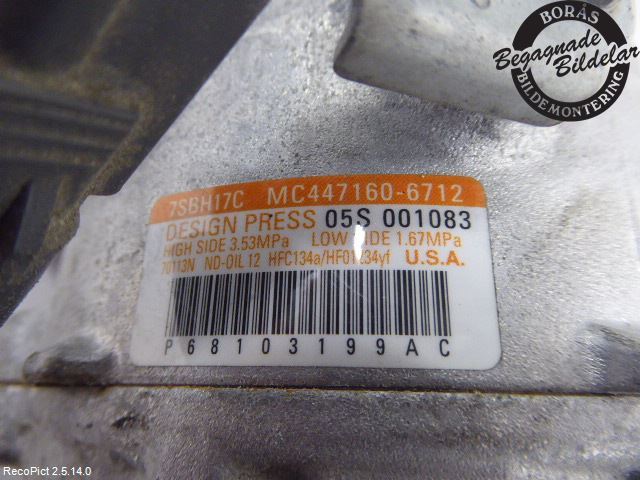 BORÅS
Begagnade Bildelar
BILDEMONTERING
7SBH17C MC447160-6712
DESIGN PRESS 05S 001083
HIGH SIDE 3.53MPa LOW SIDE 1.67MPa
70113N ND-OIL 12 HFC134a/HFO1234yf U.S.A.
P68103199AC
RecoPict 2.5.14.0